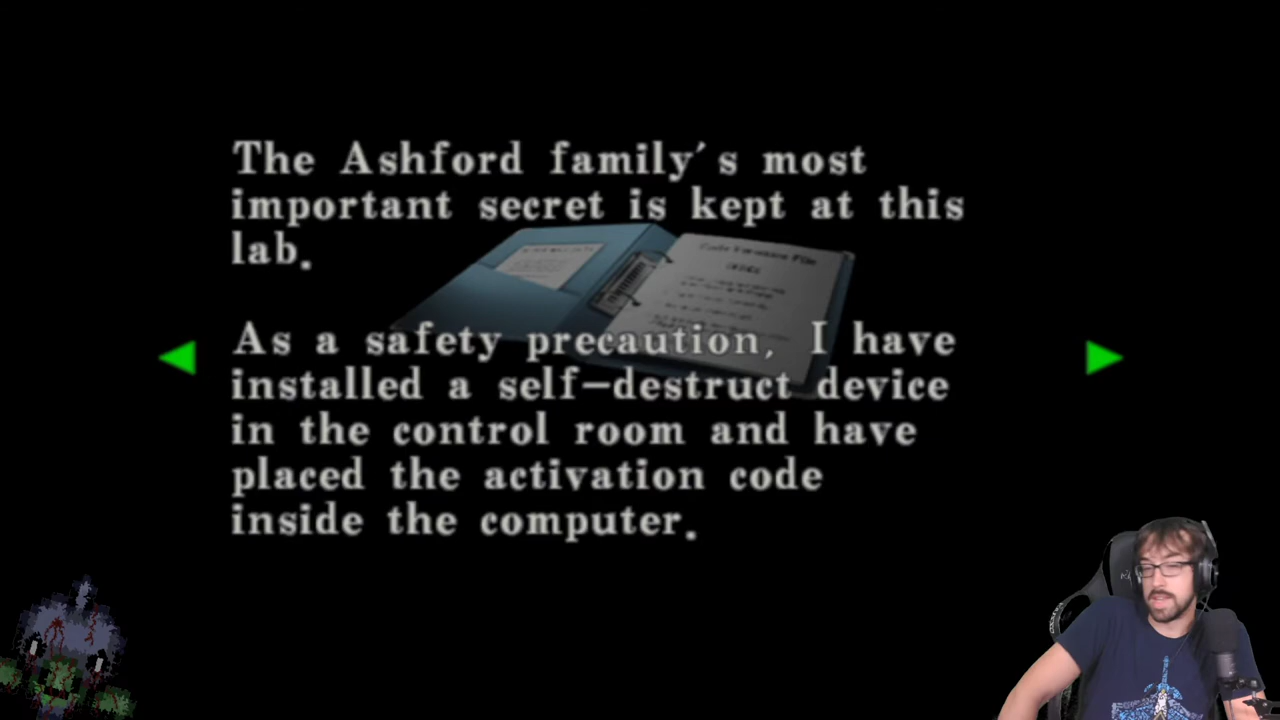 The Ashford family's most
important secret is kept at this
lab.
As a safety precaution, I have
installed a self-destruct device
in the control room and have
placed the activation code
inside the computer.